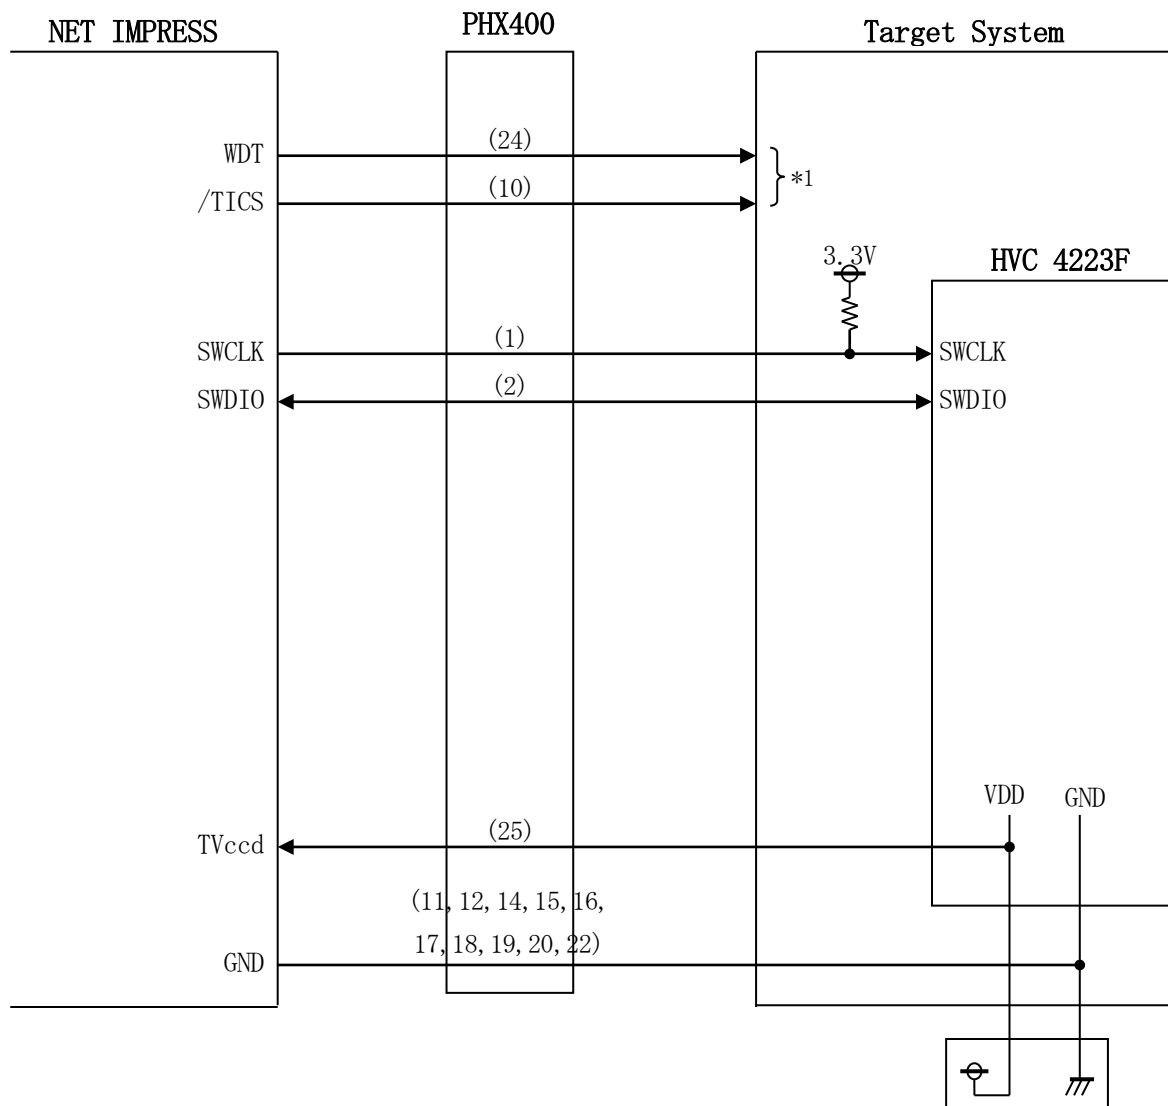 NET IMPRESS
PHX400
Target System
WDT
(24)
*1
/TICS
(10)
3.3V
HVC 4223F
SWCLK
(1)
SWCLK
SWDIO
(2)
SWDIO
VDD
GND
TVccd
(25)
(11,12,14,15,16,
17,18,19,20,22)
GND